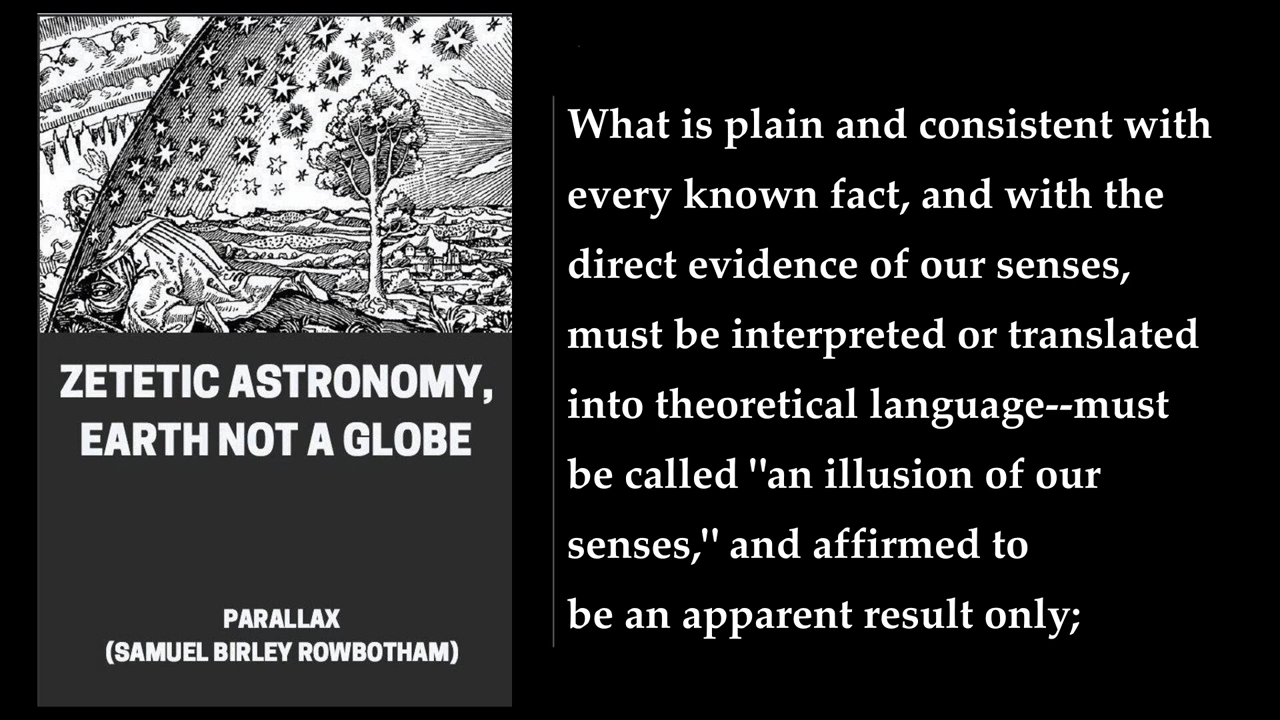 ZETETIC ASTRONOMY,
EARTH NOT A GLOBE
PARALLAX
(SAMUEL BIRLEY ROWBOTHAM)
What is plain and consistent with
every known fact, and with the
direct evidence of our senses,
must be interpreted or translated
into theoretical language--must
be called "an illusion of our
senses," and affirmed to
be an apparent result only;